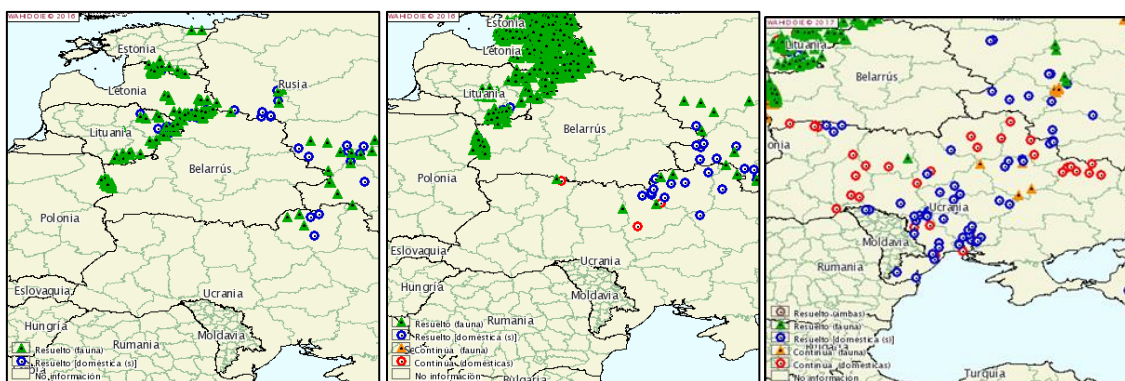 WAHID©OIE © 2016
Estonia
Rusia
Letonia
Lituania
Belarrús
Polonia
Eslovaquia
Ucrania
Hungría
Moldavia
Rumania
Resuelto (fauna)
Resuelto [doméstica (s)]
No información
WAHID©OIE © 2016
Estonia
Letonia
Lituania
Belarrús
Polonia
Eslovaquia
Ucrania
Hungría
Moldavia
Rumania
Resuelto (fauna)
Resuelto [doméstica (s)]
Continúa (fauna)
Continúa (domésticas)
No información
Bulgaria
WAHID©OIE © 2017
Lituania
Belarrús
Ucrania
Moldavia
Rumania
Resuelto (ambas)
Resuelto (fauna)
Resuelto [doméstica (s)]
Continúa (fauna)
Continúa (domésticas)
No información
Turquía